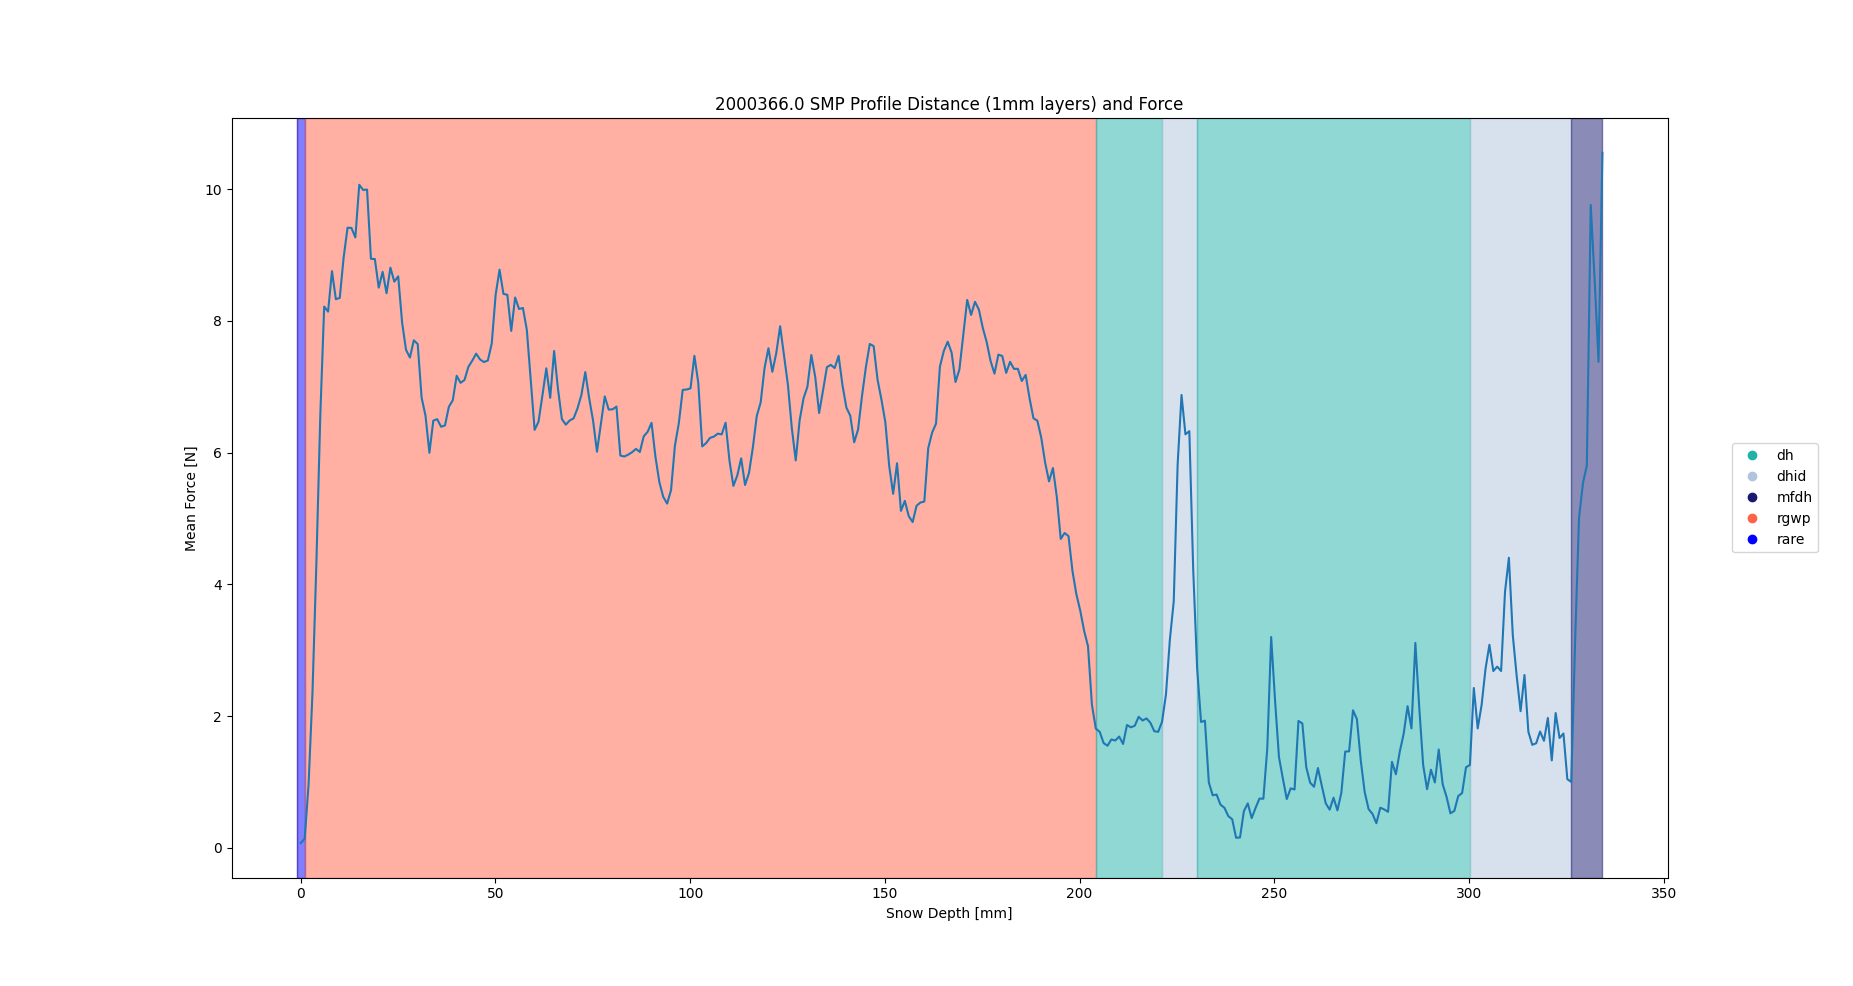 2000366.0 SMP Profile Distance (1mm layers) and Force
Mean Force [N]
10
8
6
4
2
0
0 50 100 150 200 250 300 350
Snow Depth [mm]
dh
dhid
mfdh
rgwp
rare